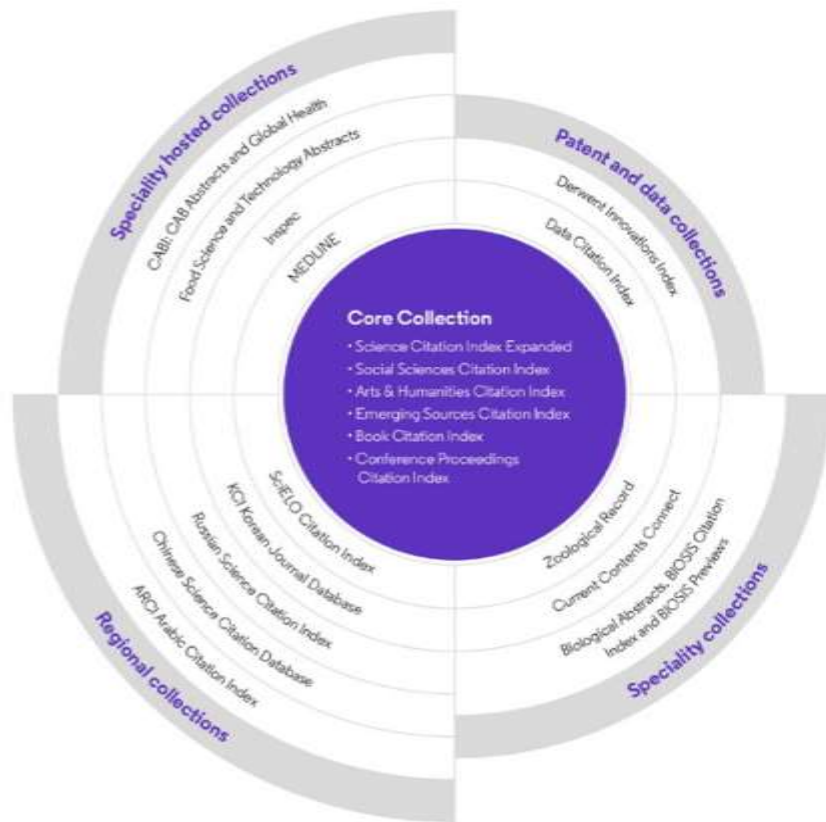 Speciality hosted collections
CABI: CAB Abstracts and Global Health
Food Science and Technology Abstracts
Inspec
MEDLINE
Patent and data collections
Derwent Innovations Index
Data Citation Index
Core Collection
• Science Citation Index Expanded
• Social Sciences Citation Index
• Arts & Humanities Citation Index
• Emerging Sources Citation Index
• Book Citation Index
• Conference Proceedings
Citation Index
SciELO Citation Index
KCI Korean Journal Database
Russian Science Citation Index
Chinese Science Citation Database
ARCI Arabic Citation Index
Regional collections
Zoological Record
Current Contents Connect
Biological Abstracts, BIOSIS Citation
Index and BIOSIS Previews
Speciality collections